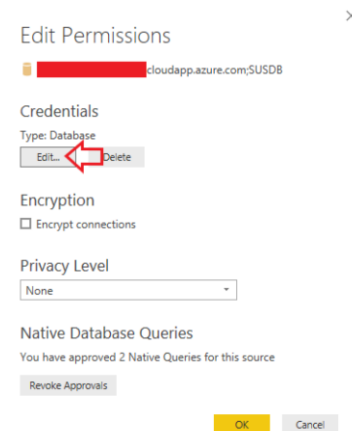 Edit Permissions
cloudapp.azure.com;SUSDB
Credentials
Type: Database
Edit... Delete
Encryption
Encrypt connections
Privacy Level
None
Native Database Queries
You have approved 2 Native Queries for this source
Revoke Approvals
OK Cancel